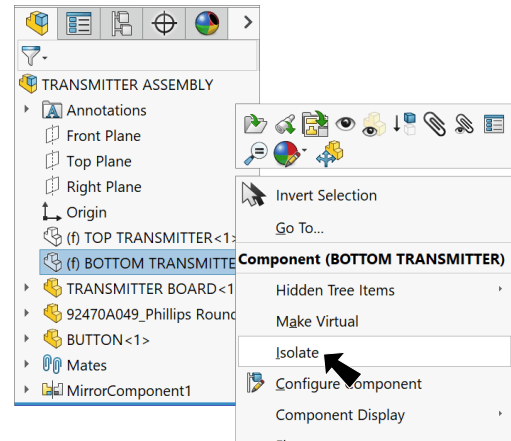 TRANSMITTER ASSEMBLY
Annotations
Front Plane
Top Plane
Right Plane
Origin
(f) TOP TRANSMITTER<1>
(f) BOTTOM TRANSMITTE
TRANSMITTER BOARD<1
92470A049_Phillips Round
BUTTON<1>
Mates
MirrorComponent1
Invert Selection
Go To...
Component (BOTTOM TRANSMITTER)
Hidden Tree Items
Make Virtual
Isolate
Configure Component
Component Display